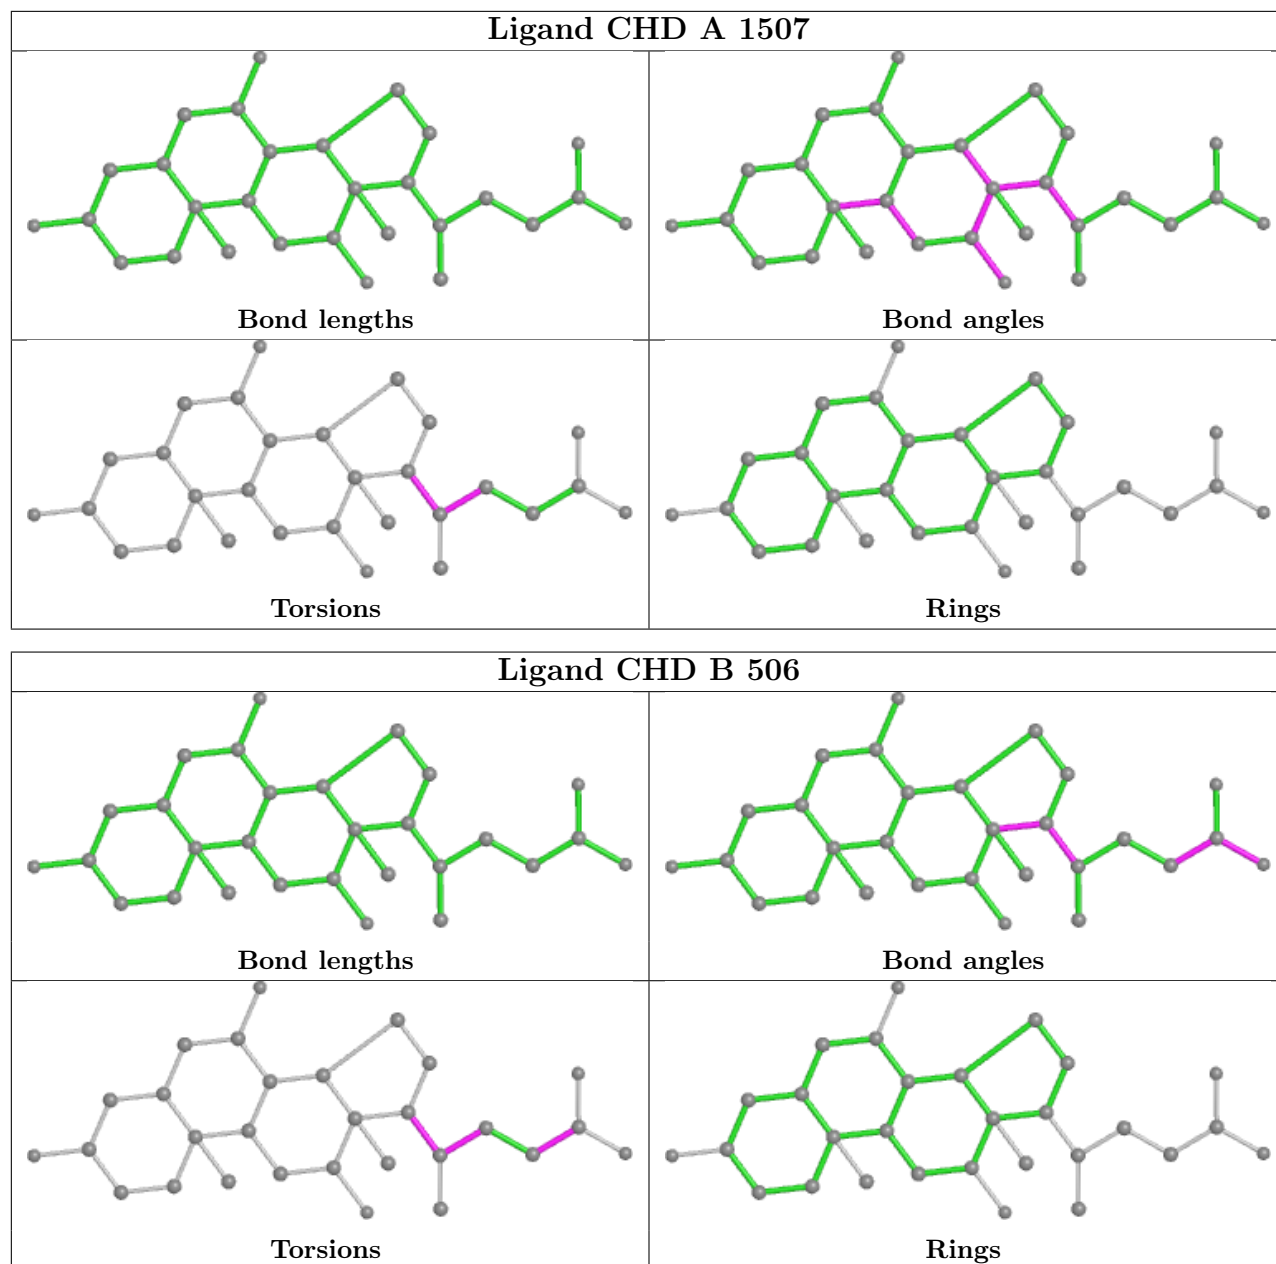 Ligand CHD A 1507
Bond lengths
Bond angles
Torsions
Rings
Ligand CHD B 506
Bond lengths
Bond angles
Torsions
Rings